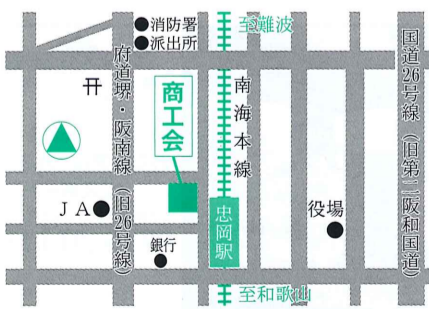 消防署
派出所
至難波
国道26号線（旧第二阪和国道）
府道堺・阪南線（旧26号線）
商工会
南海本線
JA
忠岡駅
役場
銀行
至和歌山